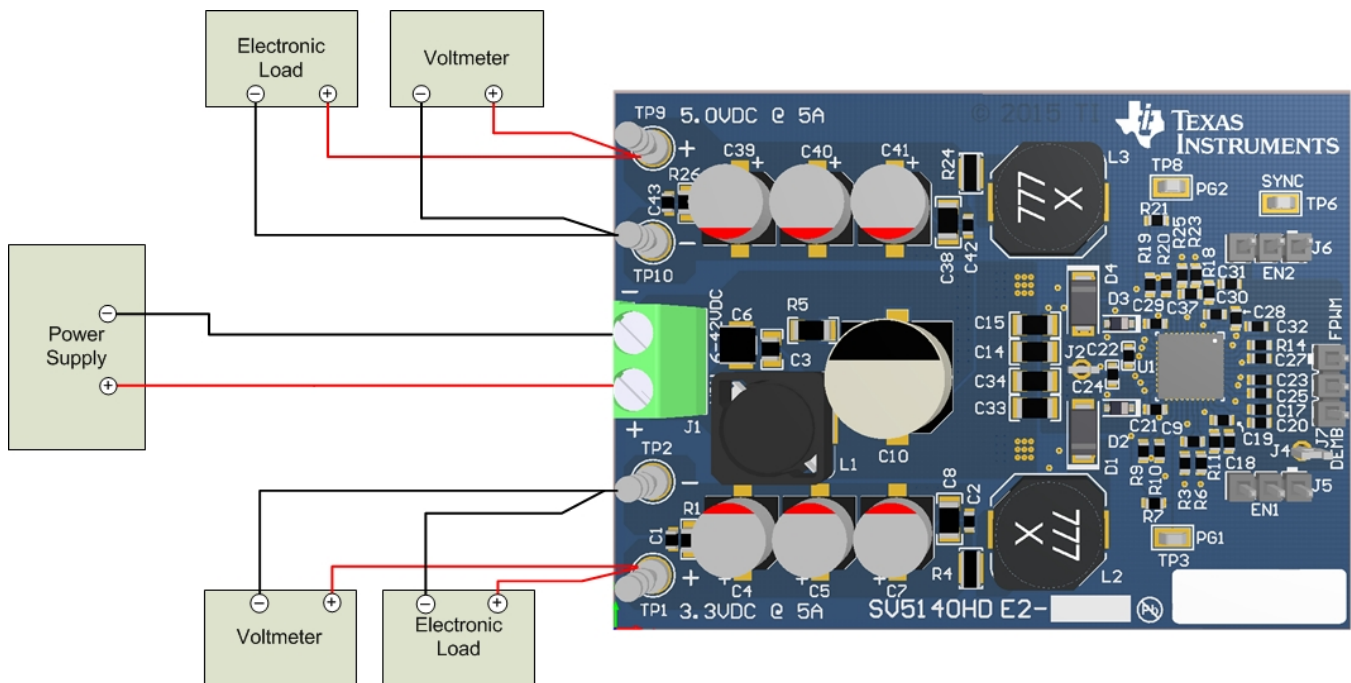 Electronic
Load
Voltmeter
Power
Supply
Voltmeter
Electronic
Load
© 2015 TI
TEXAS
INSTRUMENTS
TP9 5.0VDC @ 5A
C39
C40
C41
R24
L3
TP8
PG2
SYNC
TP6
R26
C43
TP10
C38
C42
R21
R19
R20
R25
R23
R18
C31
J6
EN2
D4
D3
C29
C37
C30
C28
C32
R14
C27
FPWM
6-42VDC
C6
R5
C3
C15
C14
C34
C33
J2
C22
U1
C24
C23
C25
C17
C20
J1
L1
C10
C21
C9
D2
D1
C19
J7
DEMB
J4
TP2
R9
R10
R3
R6
R11
C18
J5
EN1
R7
C8
C2
C1
R1
C4
C5
C7
R4
L2
PG1
TP3
TP1 3.3VDC @ 5A
SV5140HD E2-
777
X
777
X
Pb